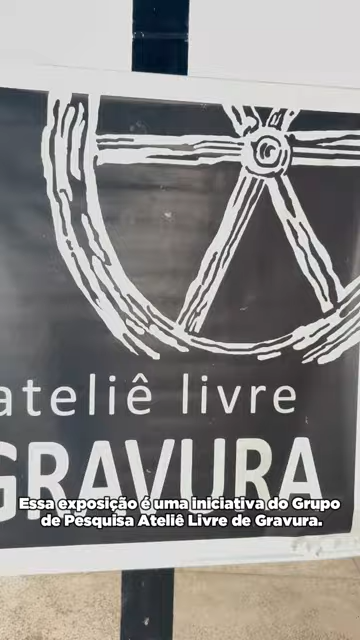 ateliê livre
GRAVURA
Essa exposição é uma iniciativa do Grupo
de Pesquisa Ateliê Livre de Gravura.